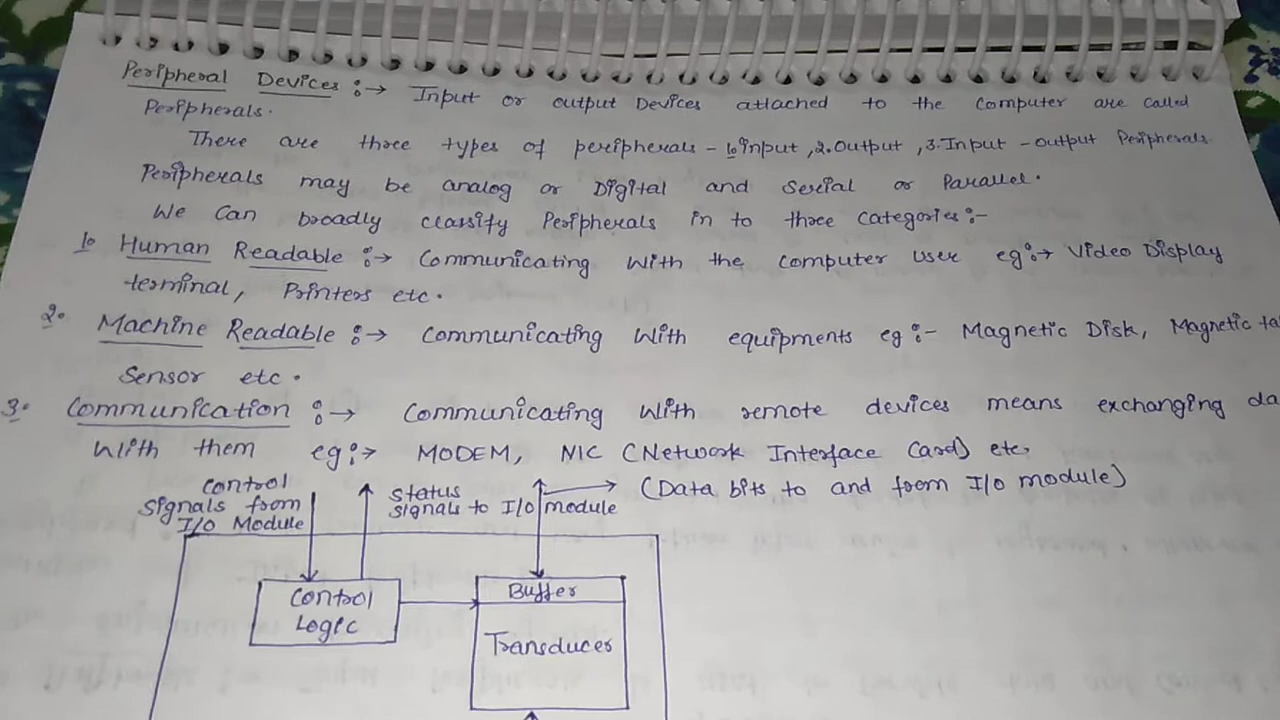 Peripheral Devices :→ Input or output Devices attached to the computer are called
Peripherals.
There are three types of peripherals - 1. input, 2. output, 3. Input - output Peripherals
Peripherals may be analog or Digital and Serial or Parallel.
We can broadly classify Peripherals in to three categories :-
1. Human Readable :→ Communicating with the computer user eg :→ Video Display
terminal, Printers etc.
2. Machine Readable :→ Communicating with equipments eg :- Magnetic Disk, Magnetic ta
Sensor etc.
3. Communication :→ Communicating with remote devices means exchanging da
with them eg :→ MODEM, NIC (Network Interface Card) etc,
control
signals from
I/O Module
status
signals to I/O module
(Data bits to and from I/O module)
Control
Logic
Buffer
Transducer